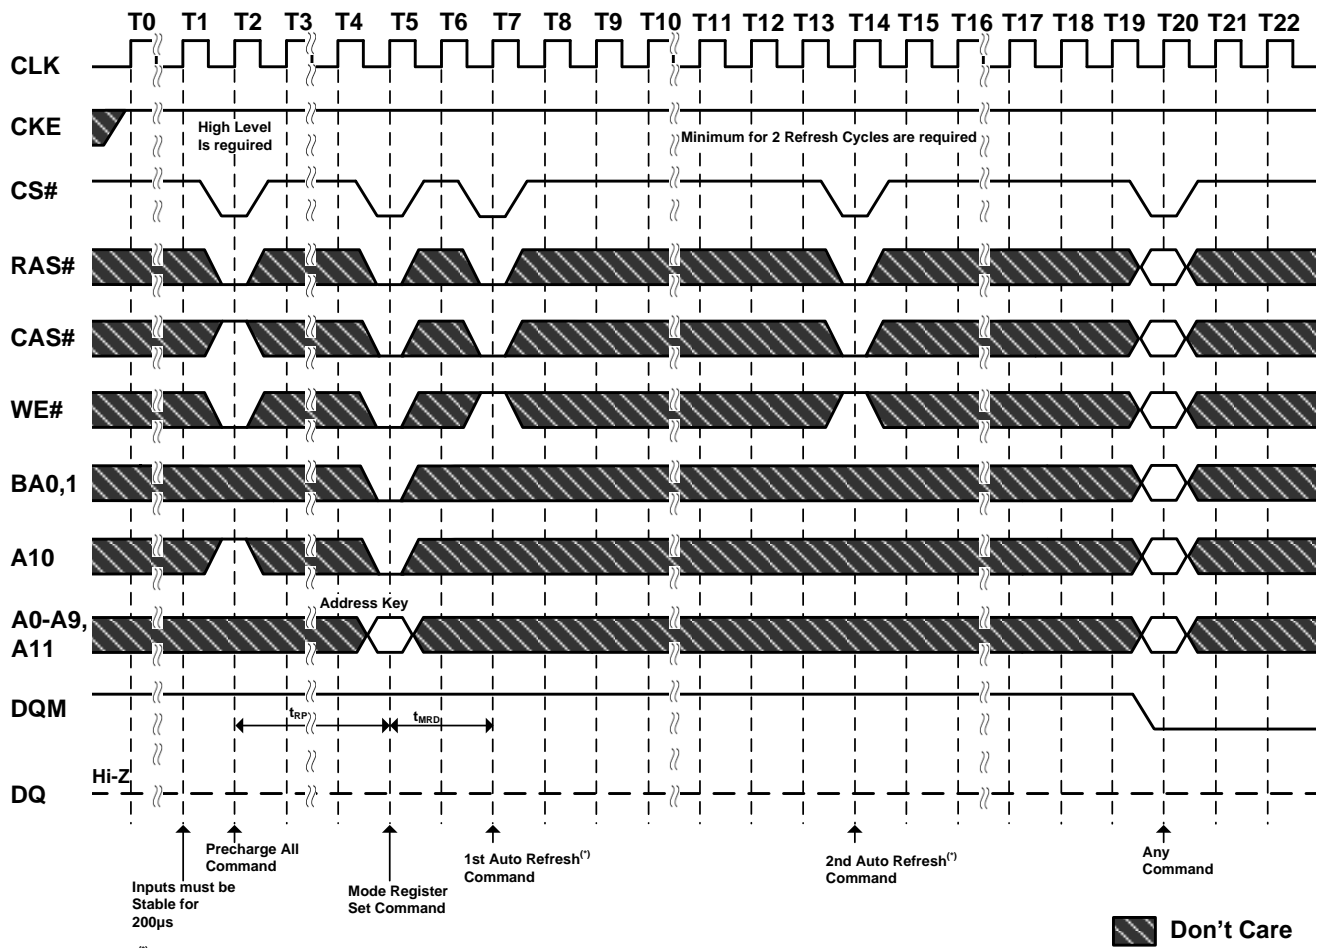 T0 T1 T2 T3 T4 T5 T6 T7 T8 T9 T10 T11 T12 T13 T14 T15 T16 T17 T18 T19 T20 T21 T22
CLK
CKE
High Level
Is reguired
Minimum for 2 Refresh Cycles are required
CS#
RAS#
CAS#
WE#
BA0,1
A10
Address Key
A0-A9,
A11
DQM
tRP
tMRD
Hi-Z
DQ
Inputs must be
Stable for
200µs
Precharge All
Command
Mode Register
Set Command
1st Auto Refresh(*)
Command
2nd Auto Refresh(*)
Command
Any
Command
Don't Care
(*)